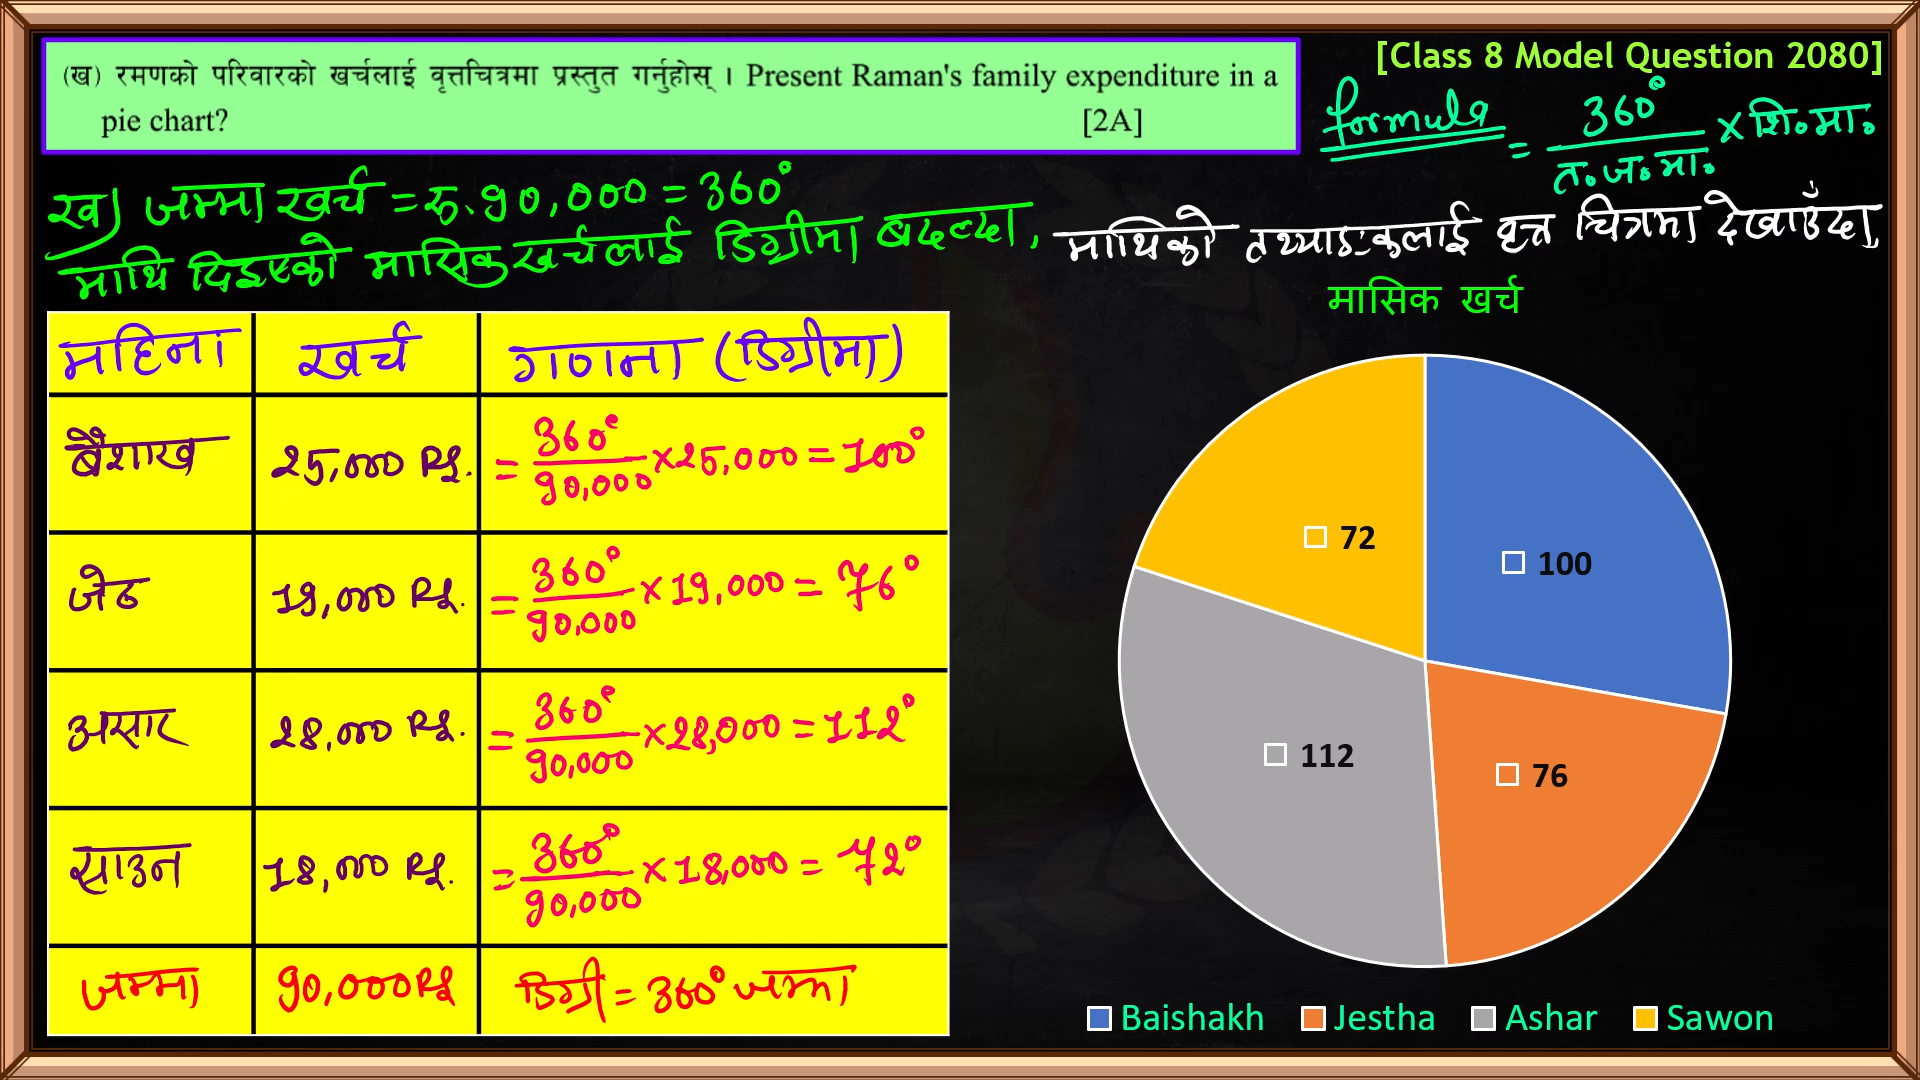 [Class 8 Model Question 2080]
(ख) रमणको परिवारको खर्चलाई वृत्तचित्रमा प्रस्तुत गर्नुहोस् । Present Raman's family expenditure in a
pie chart? [2A]
formula = 360° / त.ज.मा. × शि.मा.
ख) जम्मा खर्च = रु. 90,000 = 360°
माथि दिइएको मासिक खर्चलाई डिग्रीमा बदल्दा,
माथिको तथ्याङ्कलाई वृत्त चित्रमा देखाउँदा,
महिना खर्च गणना (डिग्रीमा)
बैशाख 25,000 Rs. = 360° / 90,000 × 25,000 = 100°
जेठ 19,000 Rs. = 360° / 90,000 × 19,000 = 76°
असार 28,000 Rs. = 360° / 90,000 × 28,000 = 112°
साउन 18,000 Rs. = 360° / 90,000 × 18,000 = 72°
जम्मा 90,000 Rs डिग्री = 360° जम्मा
मासिक खर्च
72
100
112
76
Baishakh Jestha Ashar Sawon